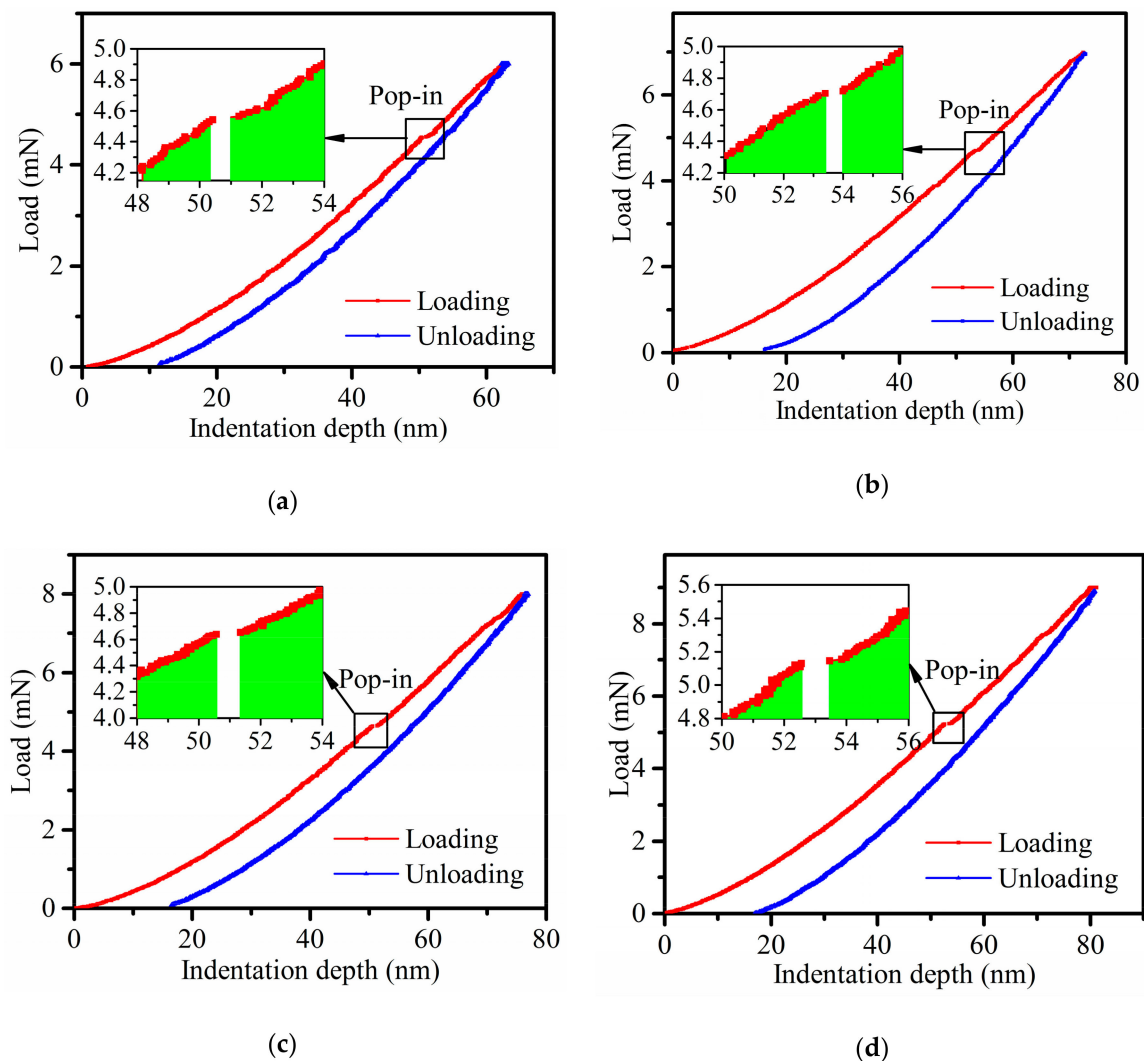 5.0
4.8
4.6
4.4
4.2
48 50 52 54
Pop-in
6
4
2
0
Load (mN)
Loading
Unloading
0 20 40 60
Indentation depth (nm)
(a)
5.0
4.8
4.6
4.4
4.2
50 51 52 53 54 55 56
Pop-in
6
4
2
0
Load (mN)
Loading
Unloading
0 20 40 60 80
Indentation depth (nm)
(b)
5.0
4.8
4.6
4.4
4.2
4.0
48 50 52 54
Pop-in
8
6
4
2
0
Load (mN)
Loading
Unloading
0 20 40 60 80
Indentation depth (nm)
(c)
5.6
5.4
5.2
5.0
4.8
50 52 54 56
Pop-in
8
6
4
2
0
Load (mN)
Loading
Unloading
0 20 40 60 80
Indentation depth (nm)
(d)